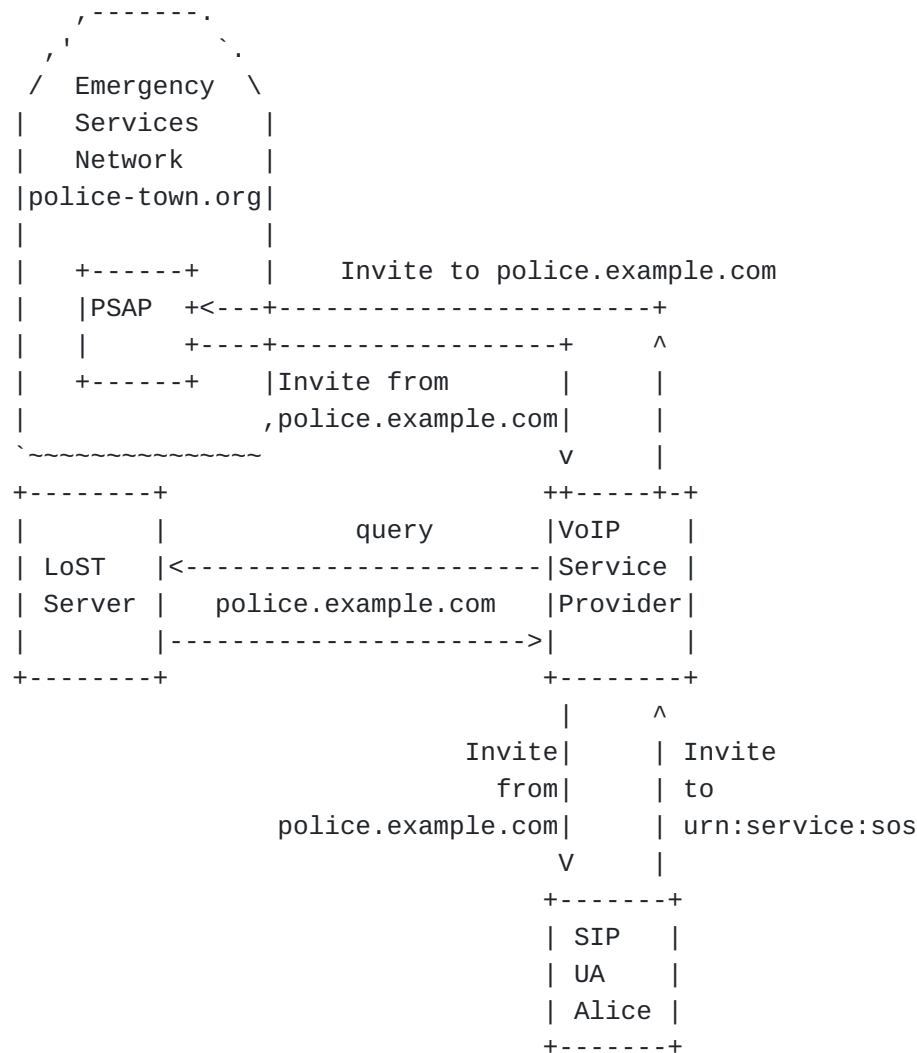 Emergency
Services
Network
police-town.org
Invite to police.example.com
PSAP
Invite from
police.example.com
query
VoIP
LoST
Service
Server
police.example.com
Provider
Invite
Invite
from
to
police.example.com
urn:service:sos
SIP
UA
Alice